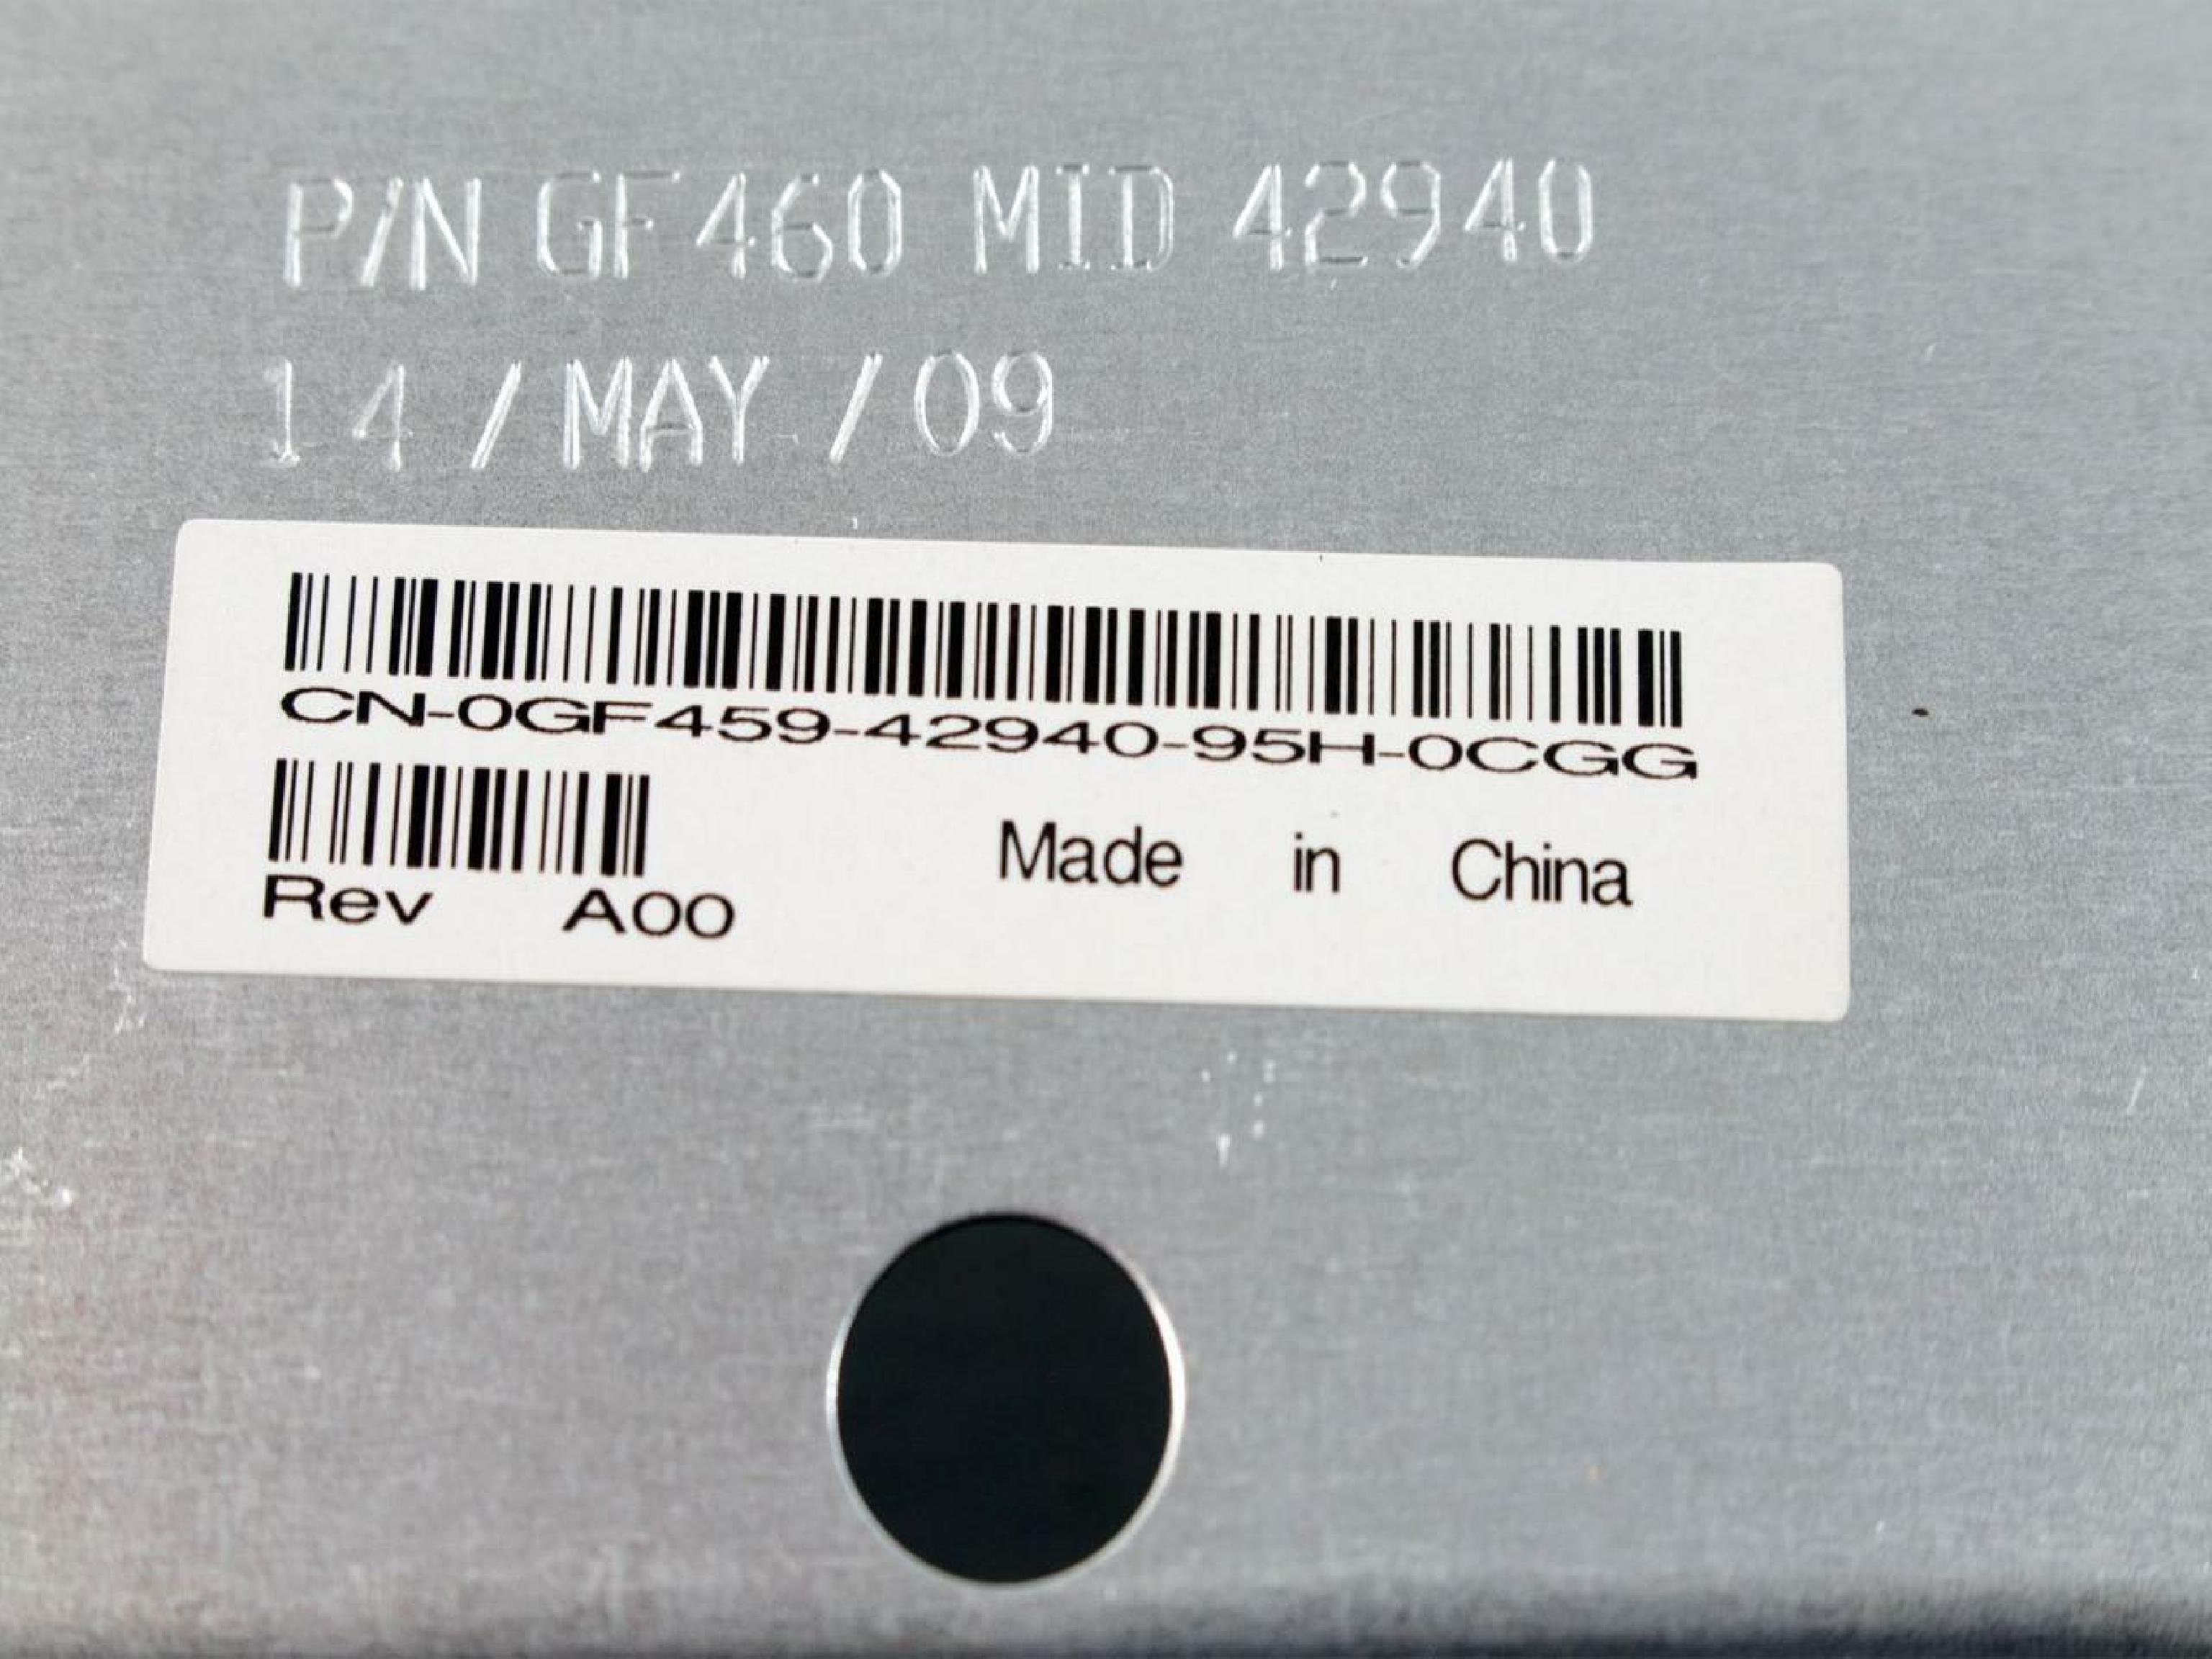 P/N GF460 MID 42940
14/MAY/09
CN-0GF459-42940-95H-0CGG
Rev A00
Made in China